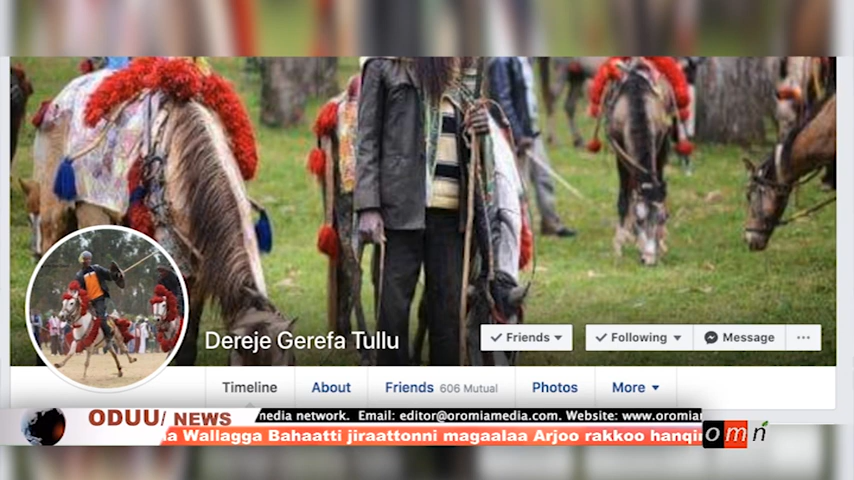 Dereje Gerefa Tullu
Friends
Following
Message
Timeline
About
Friends 606 Mutual
Photos
More
ODUU/ NEWS
media network. Email: editor@oromiamedia.com. Website: www.oromia
Wallagga Bahaatti jiraattonni magaalaa Arjoo rakkoo
omn